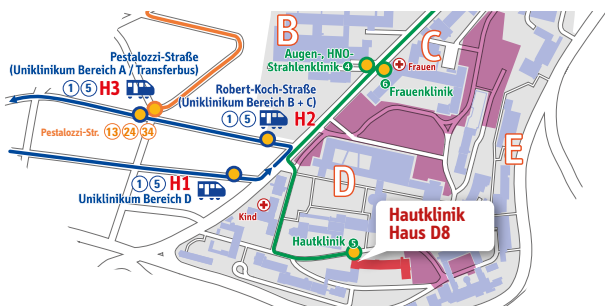 B
C
Pestalozzi-Straße
(Uniklinikum Bereich A / Transferbus)
1 5 H3
Augen-, HNO-
Strahlenklinik 4
Frauen
6
Frauenklinik
Robert-Koch-Straße
(Uniklinikum Bereich B + C)
1 5 H2
Pestalozzi-Str. 13 24 34
E
1 5 H1
Uniklinikum Bereich D
D
Kind
Hautklinik 5
Hautklinik
Haus D8